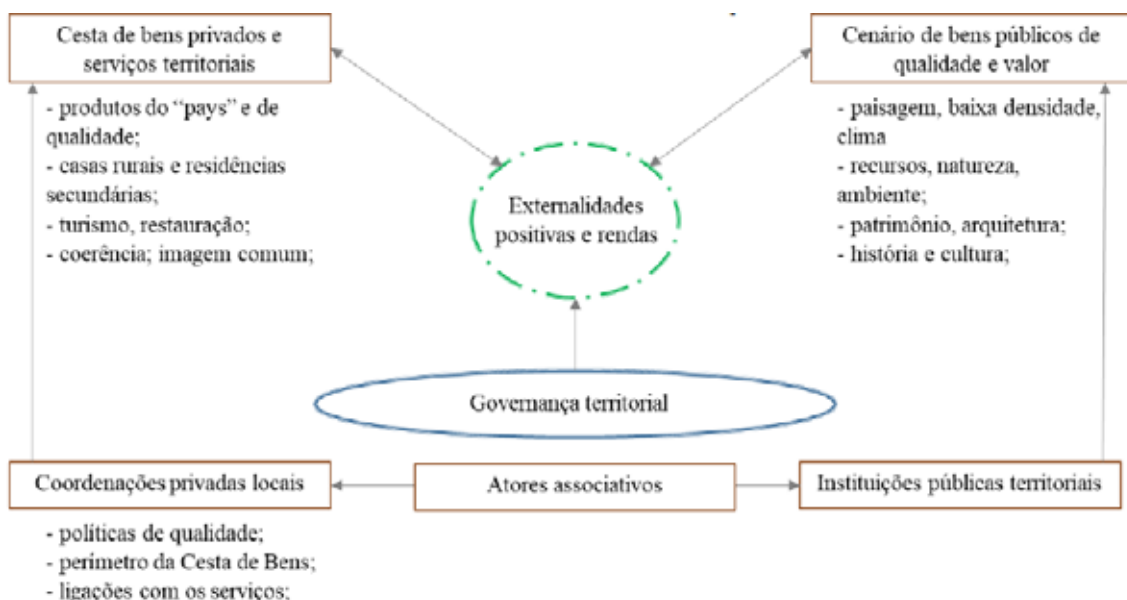 Cesta de bens privados e
serviços territoriais
- produtos do “pays” e de
qualidade;
- casas rurais e residências
secundárias;
- turismo, restauração;
- coerência; imagem comum;
Cenário de bens públicos de
qualidade e valor
- paisagem, baixa densidade,
clima
- recursos, natureza,
ambiente;
- patrimônio, arquitetura;
- história e cultura;
Externalidades
positivas e rendas
Governança territorial
Coordenações privadas locais
Atores associativos
Instituições públicas territoriais
- políticas de qualidade;
- perímetro da Cesta de Bens;
- ligações com os serviços;